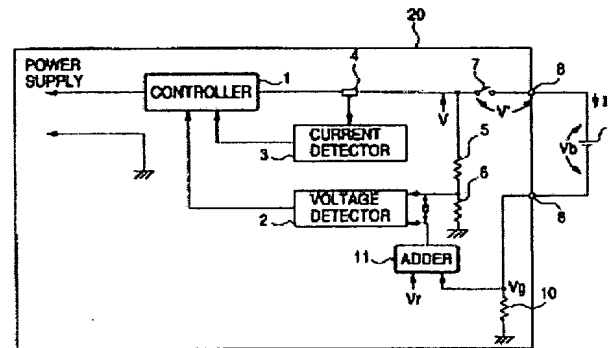 20
POWER
SUPPLY
1
4
7
8
CONTROLLER
V
V"
I
CURRENT
DETECTOR
3
5
Vb
6
VOLTAGE
DETECTOR
2
8
11
ADDER
Vr
Vg
10